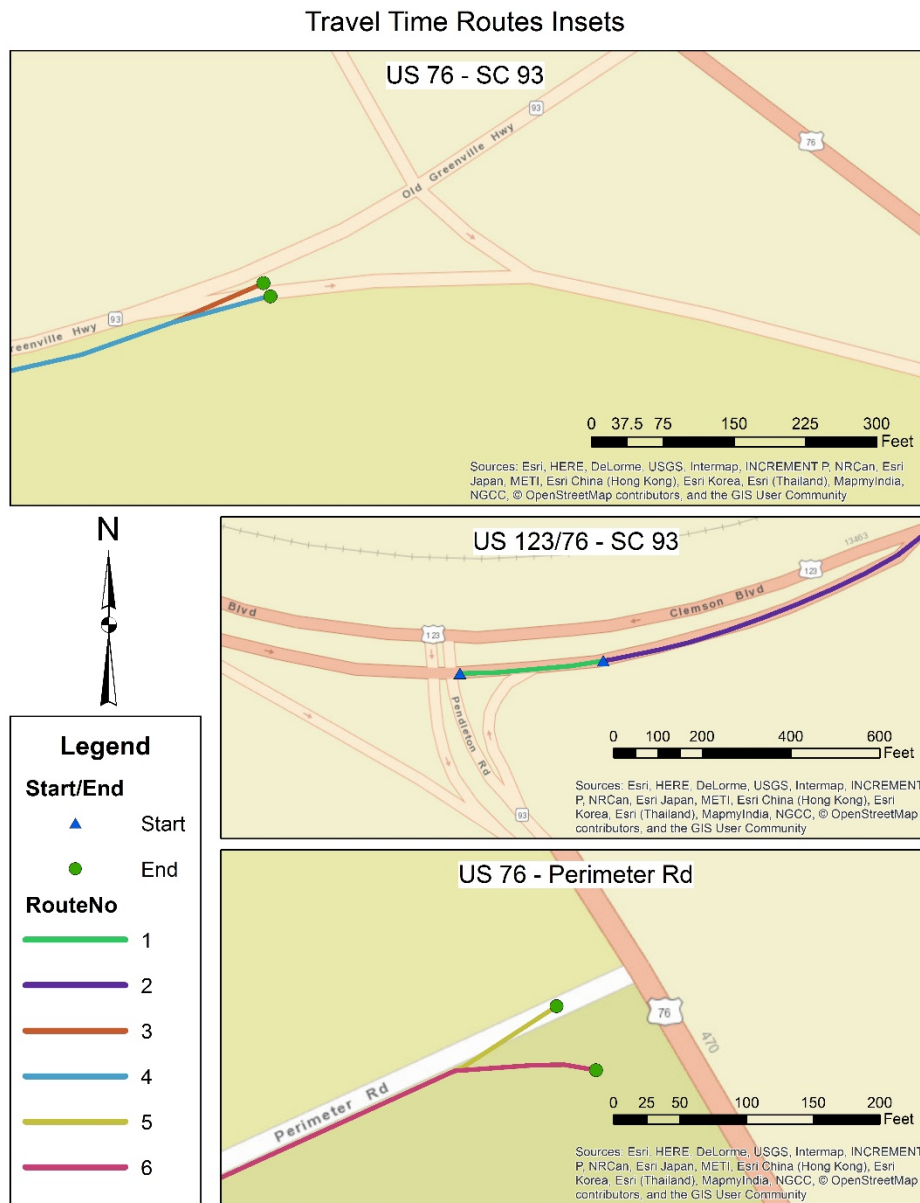 Travel Time Routes Insets
US 76 - SC 93
93
76
Old Greenville Hwy
93
reenville Hwy
0 37.5 75 150 225 300
Feet
Sources: Esri, HERE, DeLorme, USGS, Intermap, INCREMENT P, NRCan, Esri
Japan, METI, Esri China (Hong Kong), Esri Korea, Esri (Thailand), MapmyIndia,
NGCC, © OpenStreetMap contributors, and the GIS User Community
N
US 123/76 - SC 93
13463
123
Blvd
Clemson Blvd
123
Pendleton Rd
93
0 50 100 200 400 600
Feet
Sources: Esri, HERE, DeLorme, USGS, Intermap, INCREMENT
P, NRCan, Esri Japan, METI, Esri China (Hong Kong), Esri
Korea, Esri (Thailand), MapmyIndia, NGCC, © OpenStreetMap
contributors, and the GIS User Community
Legend
Start/End
Start
End
RouteNo
1
2
3
4
5
6
US 76 - Perimeter Rd
76
470
Perimeter Rd
0 25 50 100 150 200
Feet
Sources: Esri, HERE, DeLorme, USGS, Intermap, INCREMENT
P, NRCan, Esri Japan, METI, Esri China (Hong Kong), Esri
Korea, Esri (Thailand), MapmyIndia, NGCC, © OpenStreetMap
contributors, and the GIS User Community